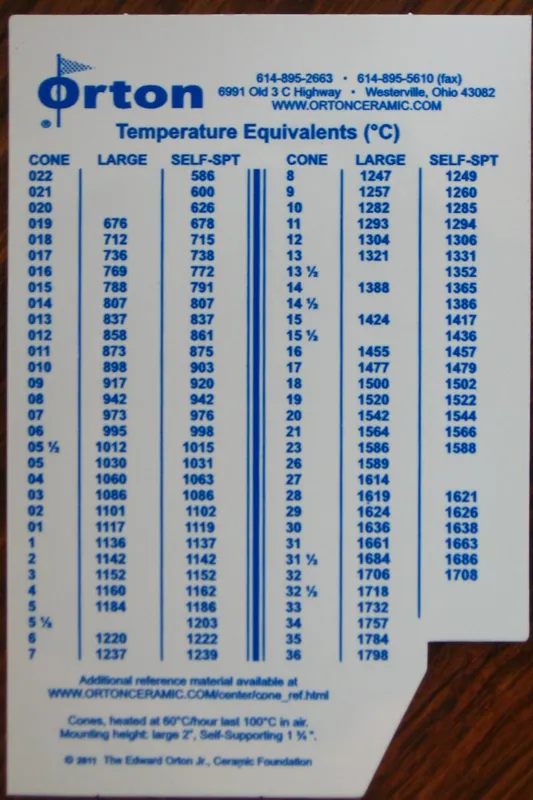 Orton
®
614-895-2663 • 614-895-5610 (fax)
6991 Old 3 C Highway • Westerville, Ohio 43082
WWW.ORTONCERAMIC.COM
Temperature Equivalents (°C)
CONE LARGE SELF-SPT CONE LARGE SELF-SPT
022 586 8 1247 1249
021 600 9 1257 1260
020 626 10 1282 1285
019 676 678 11 1293 1294
018 712 715 12 1304 1306
017 736 738 13 1321 1331
016 769 772 13 ½ 1352
015 788 791 14 1388 1365
014 807 807 14 ½ 1386
013 837 837 15 1424 1417
012 858 861 15 ½ 1436
011 873 875 16 1455 1457
010 898 903 17 1477 1479
09 917 920 18 1500 1502
08 942 942 19 1520 1522
07 973 976 20 1542 1544
06 995 998 21 1564 1566
05 ½ 1012 1015 23 1586 1588
05 1030 1031 26 1589
04 1060 1063 27 1614
03 1086 1086 28 1619 1621
02 1101 1102 29 1624 1626
01 1117 1119 30 1636 1638
1 1136 1137 31 1661 1663
2 1142 1142 31 ½ 1684 1686
3 1152 1152 32 1706 1708
4 1160 1162 32 ½ 1718
5 1184 1186 33 1732
5 ½ 1203 34 1757
6 1220 1222 35 1784
7 1237 1239 36 1798
Additional reference material available at
WWW.ORTONCERAMIC.COM/center/cone_ref.html
Cones, heated at 60°C/hour last 100°C in air.
Mounting height: large 2", Self-Supporting 1 ¾ ".
© 2011 The Edward Orton Jr., Ceramic Foundation